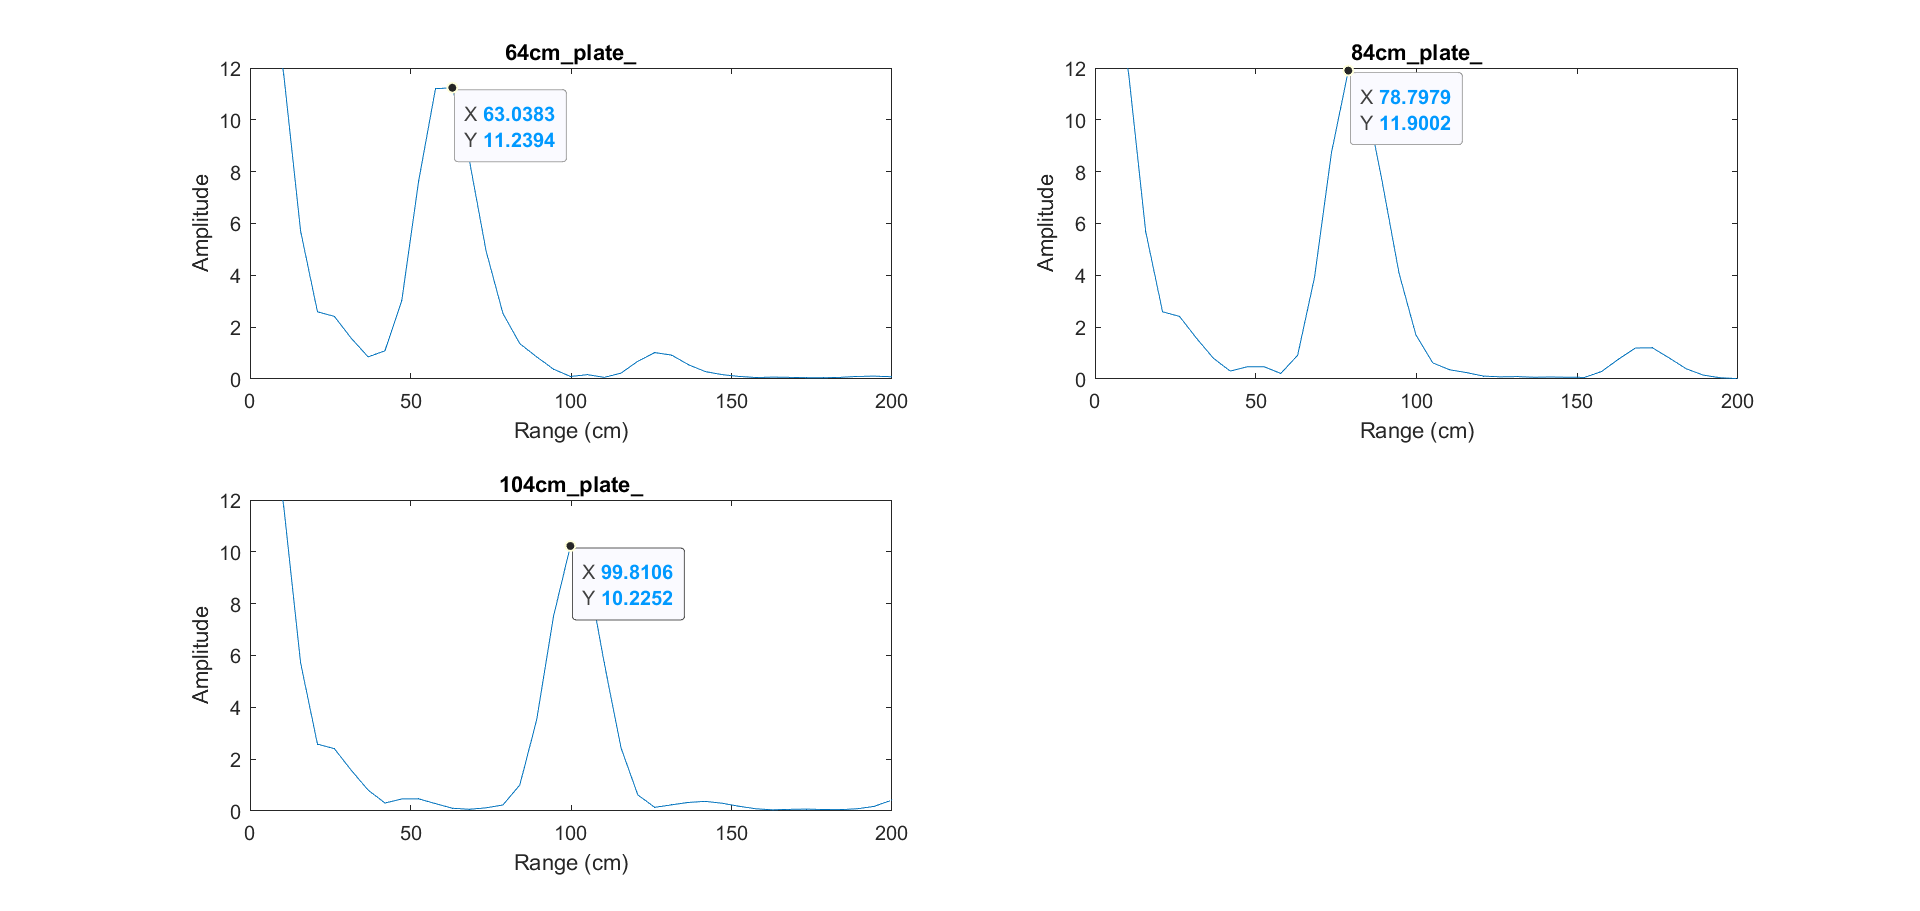 64cm_plate_
12
10
8
6
4
2
0
Amplitude
X 63.0383
Y 11.2394
0 50 100 150 200
Range (cm)
84cm_plate_
12
10
8
6
4
2
0
Amplitude
X 78.7979
Y 11.9002
0 50 100 150 200
Range (cm)
104cm_plate_
12
10
8
6
4
2
0
Amplitude
X 99.8106
Y 10.2252
0 50 100 150 200
Range (cm)